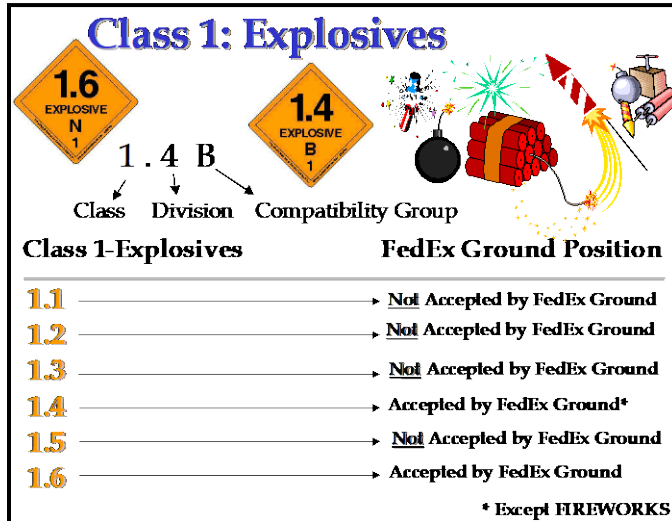 Class 1: Explosives
1.6
EXPLOSIVE
N
1
1.4
EXPLOSIVE
B
1
1 . 4 B
Class Division Compatibility Group
Class 1-Explosives FedEx Ground Position
1.1 Not Accepted by FedEx Ground
1.2 Not Accepted by FedEx Ground
1.3 Not Accepted by FedEx Ground
1.4 Accepted by FedEx Ground*
1.5 Not Accepted by FedEx Ground
1.6 Accepted by FedEx Ground
* Except FIREWORKS